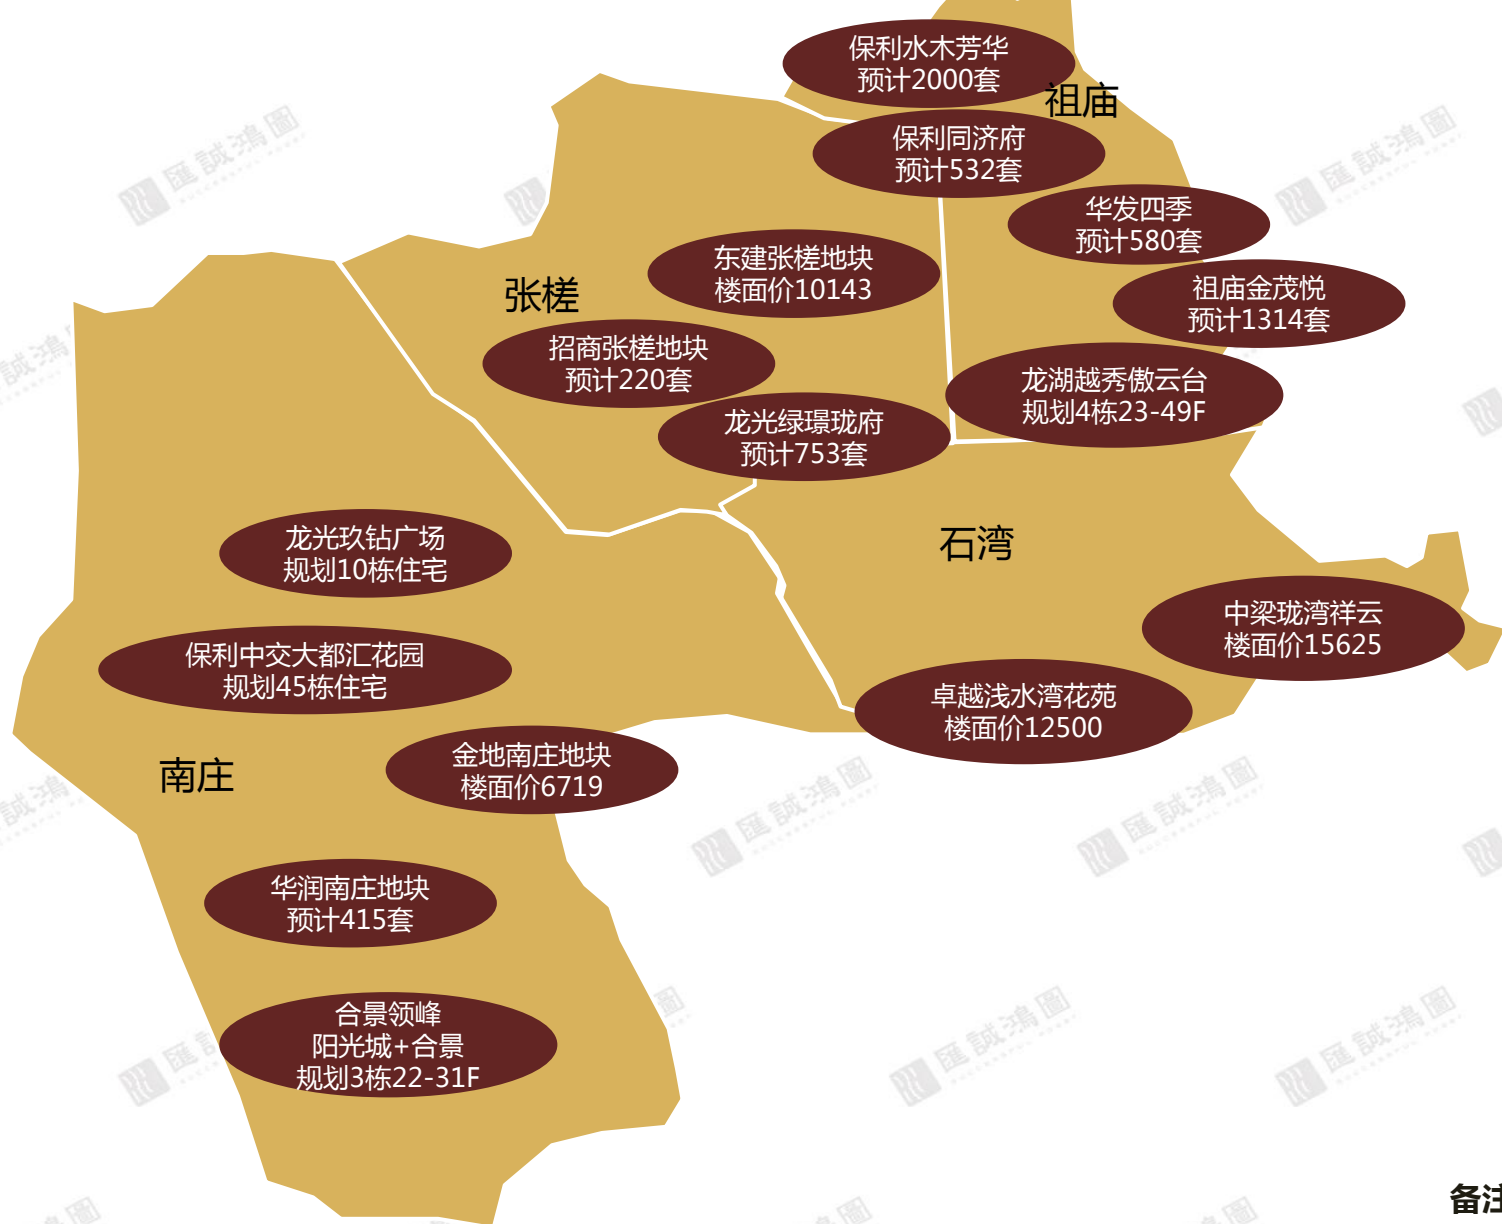 保利水木芳华
预计2000套
祖庙
保利同济府
预计532套
华发四季
预计580套
东建张槎地块
楼面价10143
张槎
祖庙金茂悦
预计1314套
招商张槎地块
预计220套
龙湖越秀傲云台
规划4栋23-49F
龙光绿璟珑府
预计753套
石湾
龙光玖钻广场
规划10栋住宅
中梁珑湾祥云
楼面价15625
保利中交大都汇花园
规划45栋住宅
卓越浅水湾花苑
楼面价12500
金地南庄地块
楼面价6719
南庄
华润南庄地块
预计415套
合景领峰
阳光城+合景
规划3栋22-31F
備誠鴻圖
备注